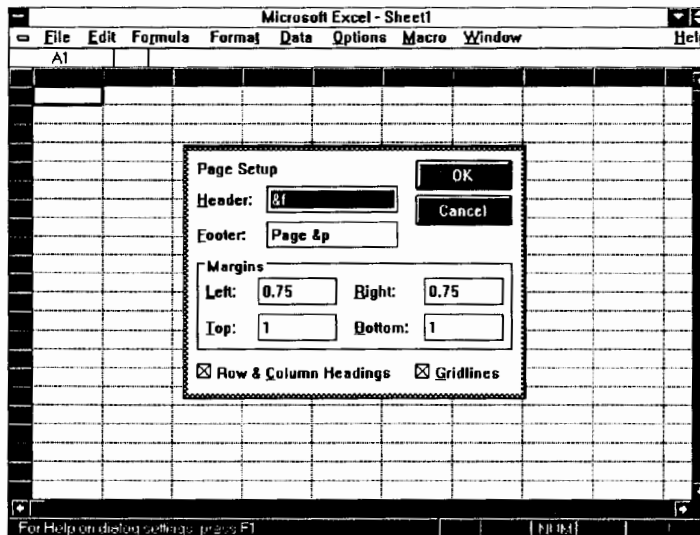 Microsoft Excel - Sheet1
File Edit Formula Format Data Options Macro Window Help
A1
Page Setup
OK
Header: &f
Cancel
Footer: Page &p
Margins
Left: 0.75 Right: 0.75
Top: 1 Bottom: 1
Row & Column Headings Gridlines
For Help on dialog settings, press F1 NUM